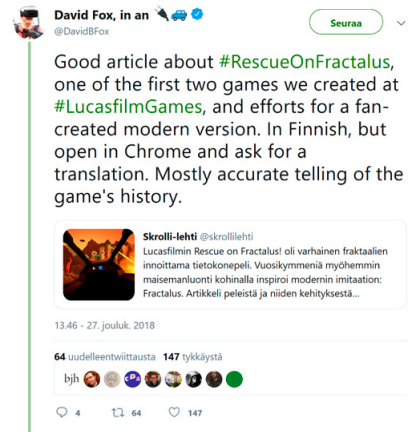 David Fox, in an
Seuraa
@DavidBFox
Good article about #RescueOnFractalus,
one of the first two games we created at
#LucasfilmGames, and efforts for a fan-
created modern version. In Finnish, but
open in Chrome and ask for a
translation. Mostly accurate telling of the
game's history.
Skrolli-lehti @skrollilehti
Lucasfilmin Rescue on Fractalus! oli varhainen fraktaalien
innoittama tietokonepeli. Vuosikymmeniä myöhemmin
maisemanluonti kohinalla inspiroi modernin imitaation:
Fractalus. Artikkeli peleistä ja niiden kehityksestä...
13.46 - 27. jouluk. 2018
64 uudelleentwiittausta 147 tykkäystä
bjh
4 64 147